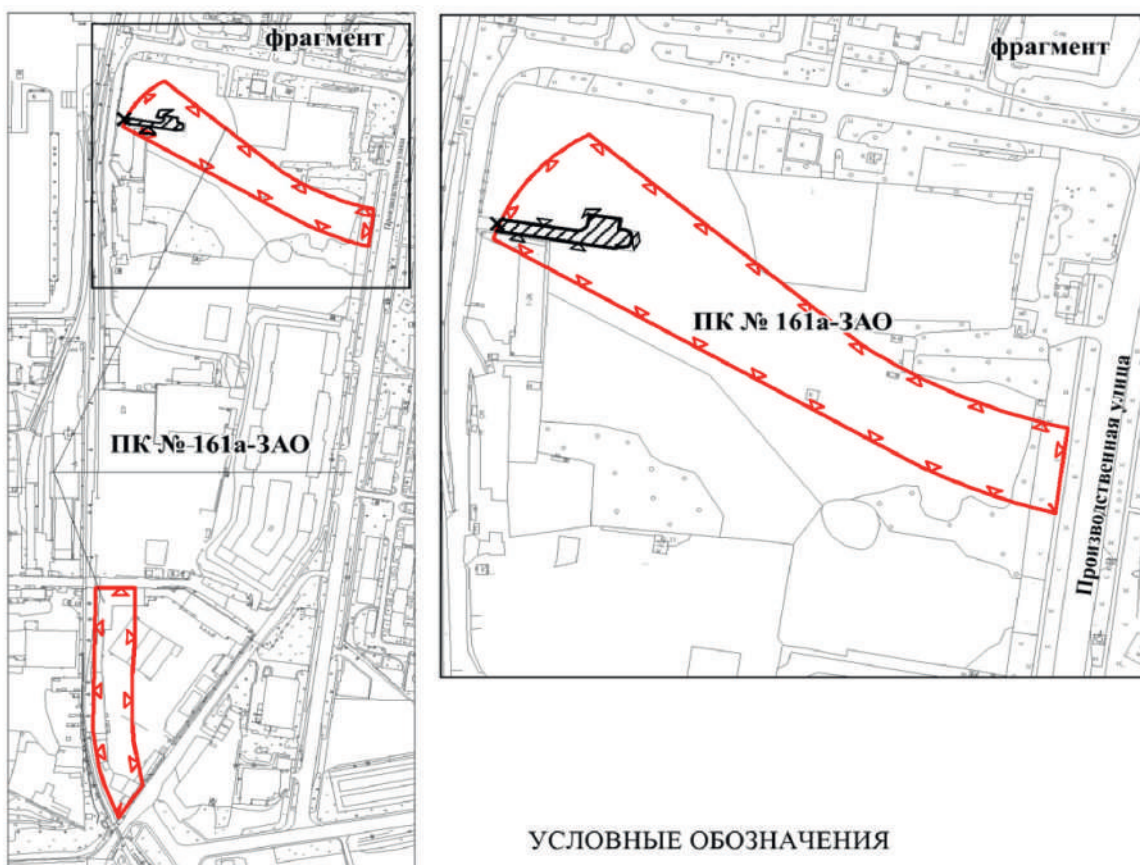 фрагмент
ПК № 161а-ЗАО
фрагмент
ПК № 161а-ЗАО
Производственная улица
УСЛОВНЫЕ ОБОЗНАЧЕНИЯ